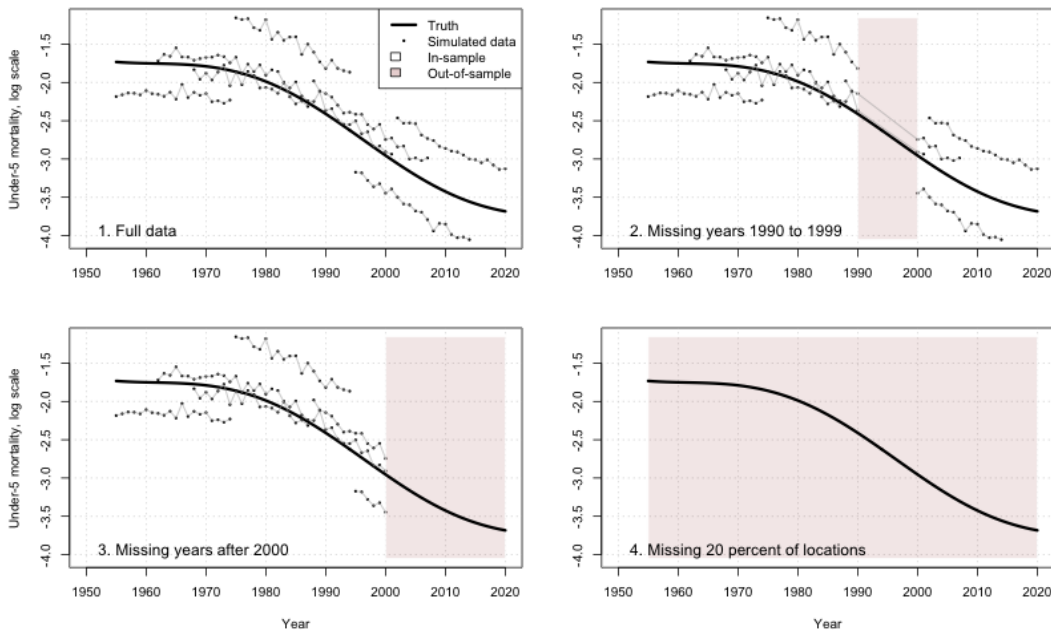 Under-5 mortality, log scale
-1.5
-2.0
-2.5
-3.0
-3.5
-4.0
Truth
Simulated data
In-sample
Out-of-sample
1. Full data
1950 1960 1970 1980 1990 2000 2010 2020
-1.5
-2.0
-2.5
-3.0
-3.5
-4.0
2. Missing years 1990 to 1999
1950 1960 1970 1980 1990 2000 2010 2020
Under-5 mortality, log scale
-1.5
-2.0
-2.5
-3.0
-3.5
-4.0
3. Missing years after 2000
1950 1960 1970 1980 1990 2000 2010 2020
Year
-1.5
-2.0
-2.5
-3.0
-3.5
-4.0
4. Missing 20 percent of locations
1950 1960 1970 1980 1990 2000 2010 2020
Year